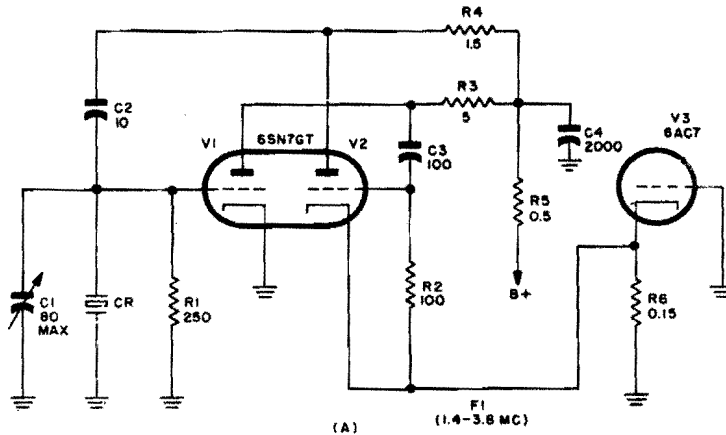 R4
1.5
R3
5
C2
10
V1
6SN7GT
V2
C3
100
C4
2000
V3
6AC7
R5
0.5
B+
C1
80
MAX
CR
R1
250
R2
100
R6
0.15
F1
(1.4-3.8 MC)
(A)